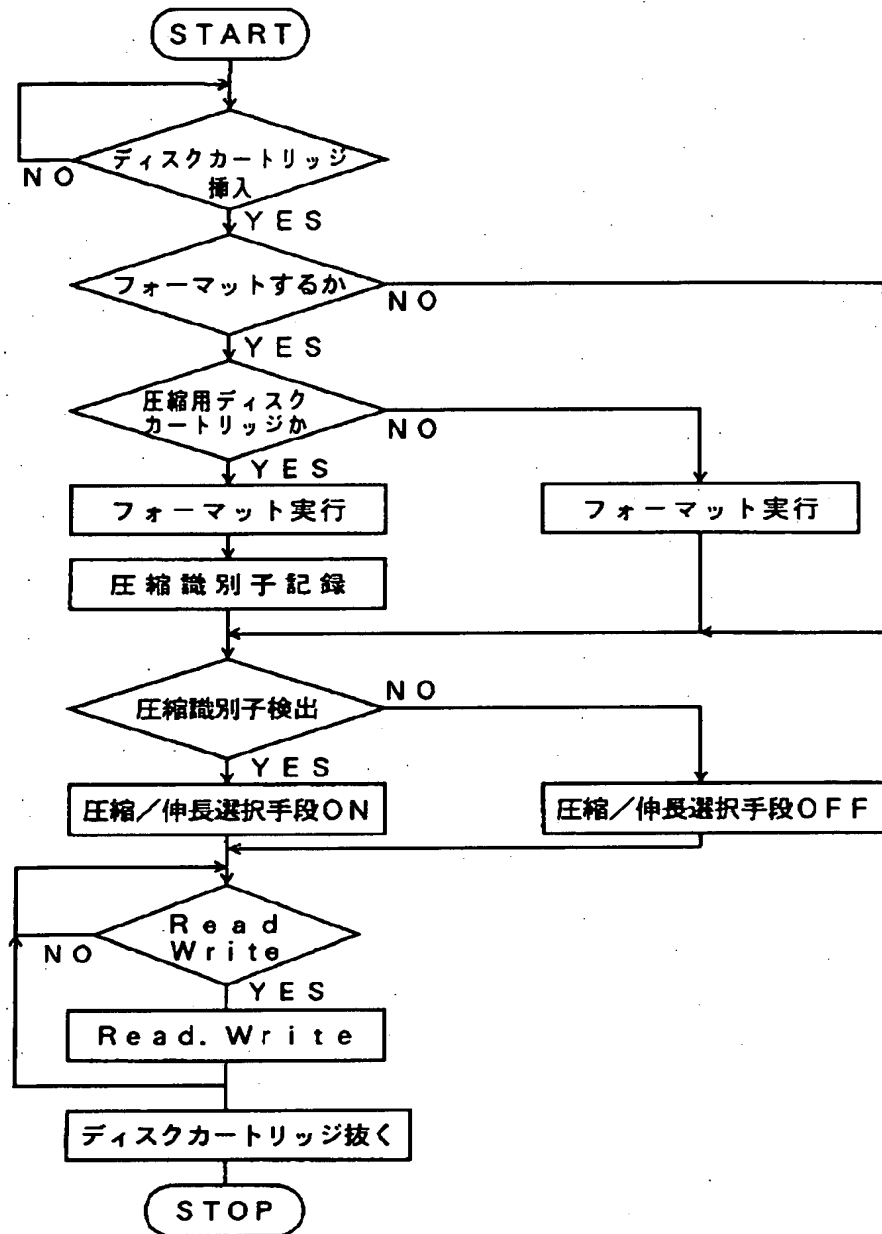 START
ディスクカートリッジ
挿入
NO
YES
フォーマットするか
NO
YES
圧縮用ディスク
カートリッジか
NO
YES
フォーマット実行
フォーマット実行
圧縮識別子記録
圧縮識別子検出
NO
YES
圧縮／伸長選択手段ON
圧縮／伸長選択手段OFF
Read
Write
NO
YES
Read.Write
ディスクカートリッジ抜く
STOP